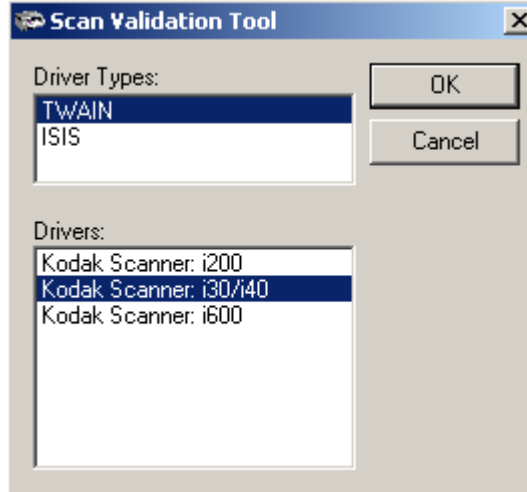 Scan Validation Tool
Driver Types:
TWAIN
ISIS
OK
Cancel
Drivers:
Kodak Scanner: i200
Kodak Scanner: i30/i40
Kodak Scanner: i600